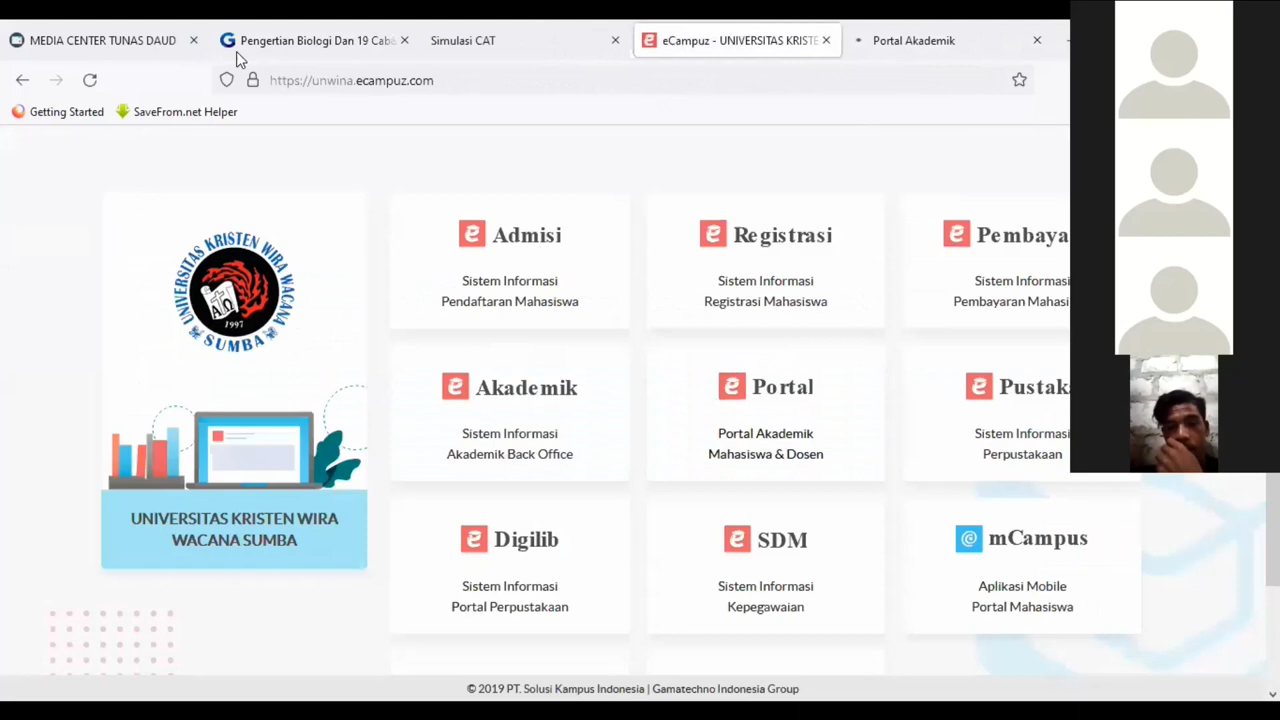 MEDIA CENTER TUNAS DAUD
Pengertian Biologi Dan 19 Caba
Simulasi CAT
eCampuz - UNIVERSITAS KRISTE
Portal Akademik
https://unwina.ecampuz.com
Getting Started
SaveFrom.net Helper
UNIVERSITAS KRISTEN WIRA WACANA
1997
SUMBA
UNIVERSITAS KRISTEN WIRA
WACANA SUMBA
Admisi
Sistem Informasi
Pendaftaran Mahasiswa
Registrasi
Sistem Informasi
Registrasi Mahasiswa
Pembaya
Sistem Informasi
Pembayaran Mahasi
Akademik
Sistem Informasi
Akademik Back Office
Portal
Portal Akademik
Mahasiswa & Dosen
Pustaka
Sistem Informasi
Perpustakaan
Digilib
Sistem Informasi
Portal Perpustakaan
SDM
Sistem Informasi
Kepegawaian
mCampus
Aplikasi Mobile
Portal Mahasiswa
© 2019 PT. Solusi Kampus Indonesia | Gamatechno Indonesia Group